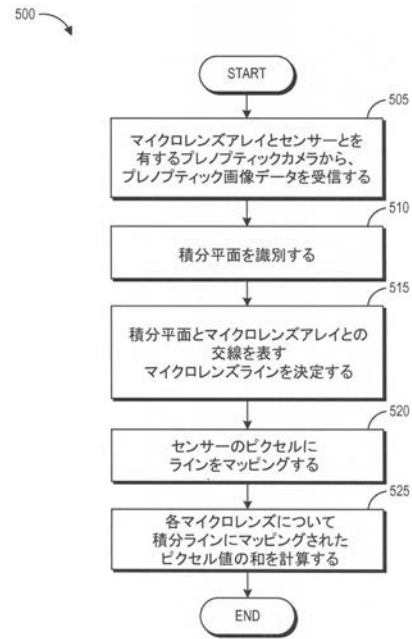 500
START
505
マイクロレンズアレイとセンサーとを
有するプレノプティックカメラから、
プレノプティック画像データを受信する
510
積分平面を識別する
515
積分平面とマイクロレンズアレイとの
交線を表す
マイクロレンズラインを決定する
520
センサーのピクセルに
ラインをマッピングする
525
各マイクロレンズについて
積分ラインにマッピングされた
ピクセル値の和を計算する
END